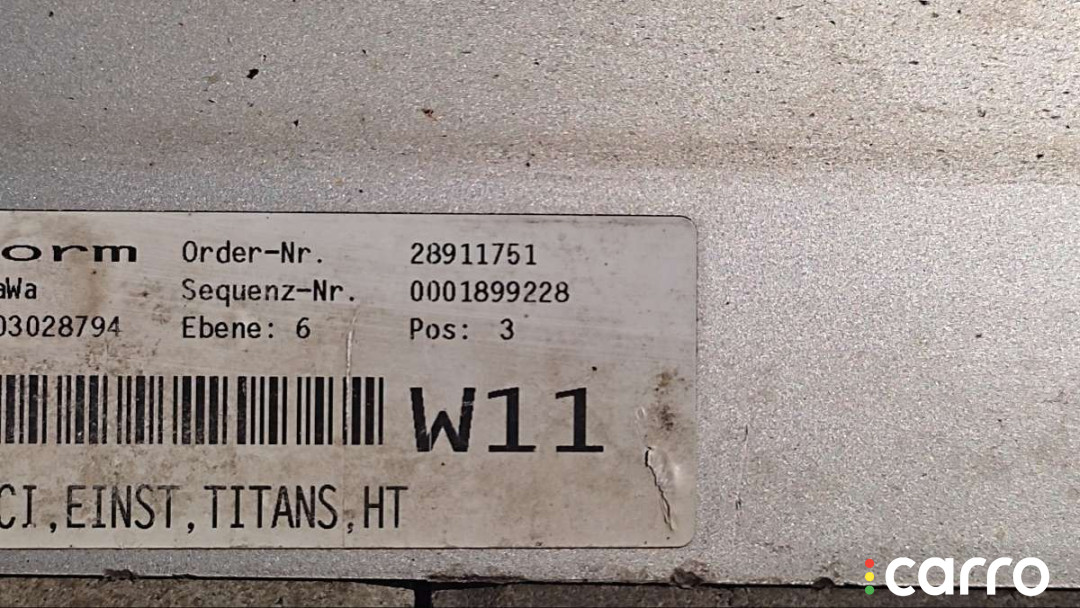 orm Order-Nr. 28911751
aWa Sequenz-Nr. 0001899228
03028794 Ebene: 6 Pos: 3
W11
CI,EINST,TITANS,HT
carro